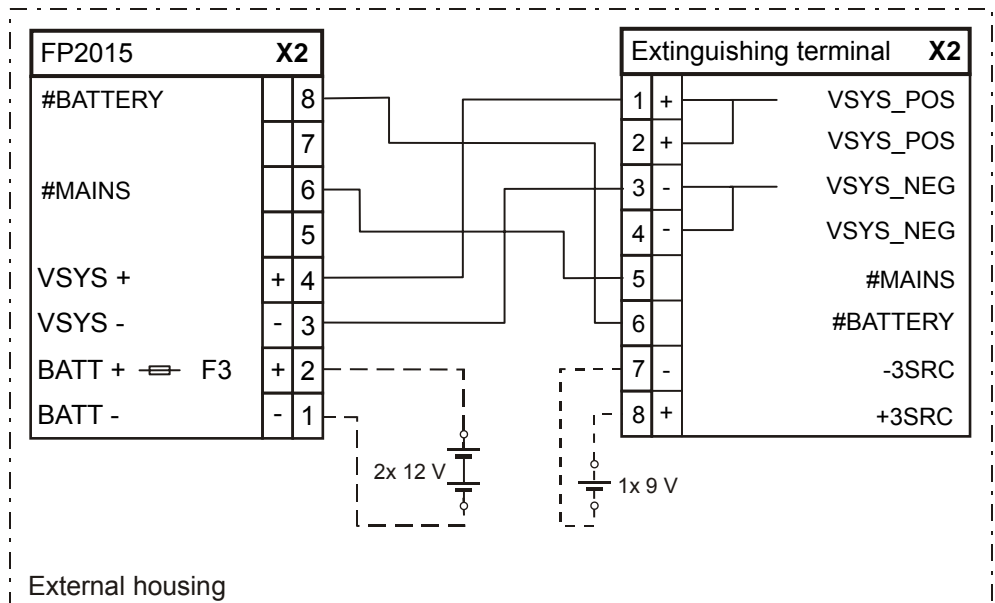 FP2015 X2
#BATTERY 8
7
#MAINS 6
5
VSYS + + 4
VSYS - - 3
BATT + F3 + 2
BATT - - 1
Extinguishing terminal X2
1 + VSYS_POS
2 + VSYS_POS
3 - VSYS_NEG
4 - VSYS_NEG
5 #MAINS
6 #BATTERY
7 - -3SRC
8 + +3SRC
2x 12 V
1x 9 V
External housing